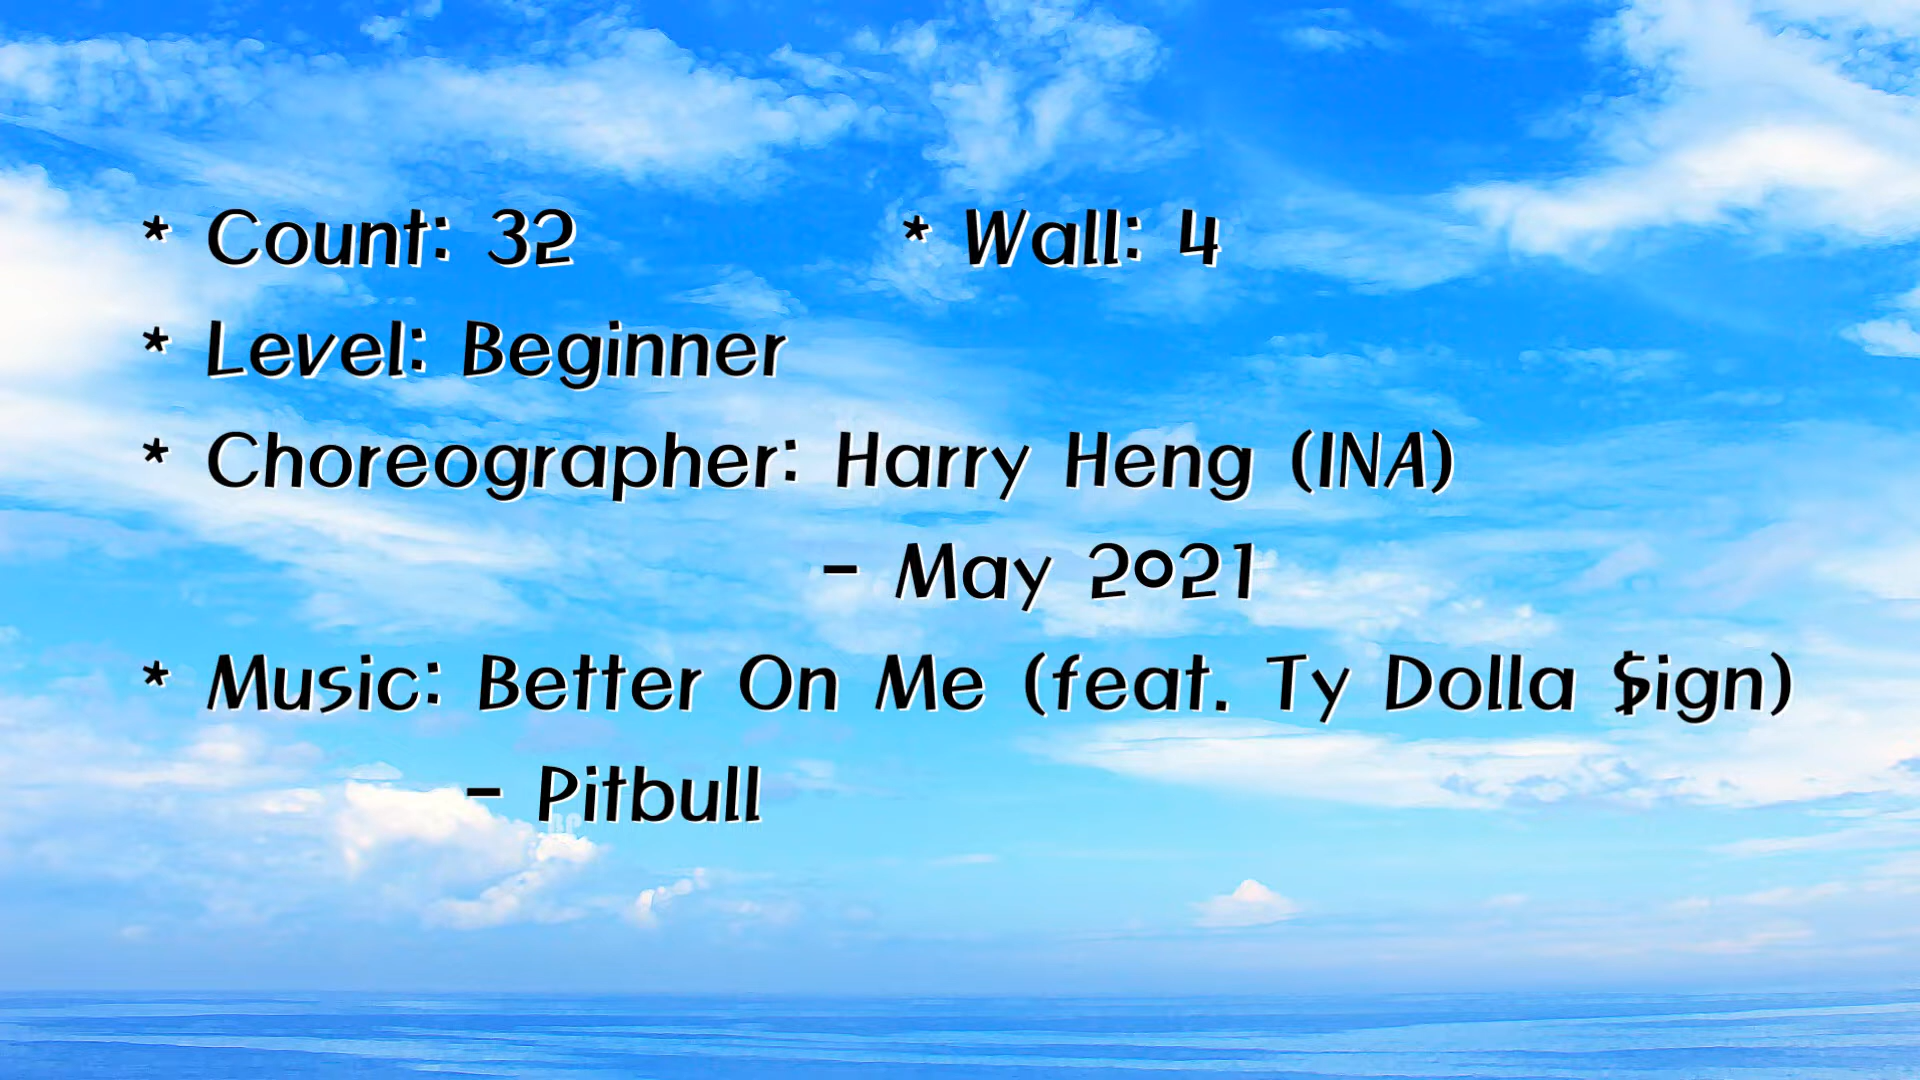 * Count: 32 * Wall: 4
* Level: Beginner
* Choreographer: Harry Heng (INA)
- May 2021
* Music: Better On Me (feat. Ty Dolla $ign)
- Pitbull